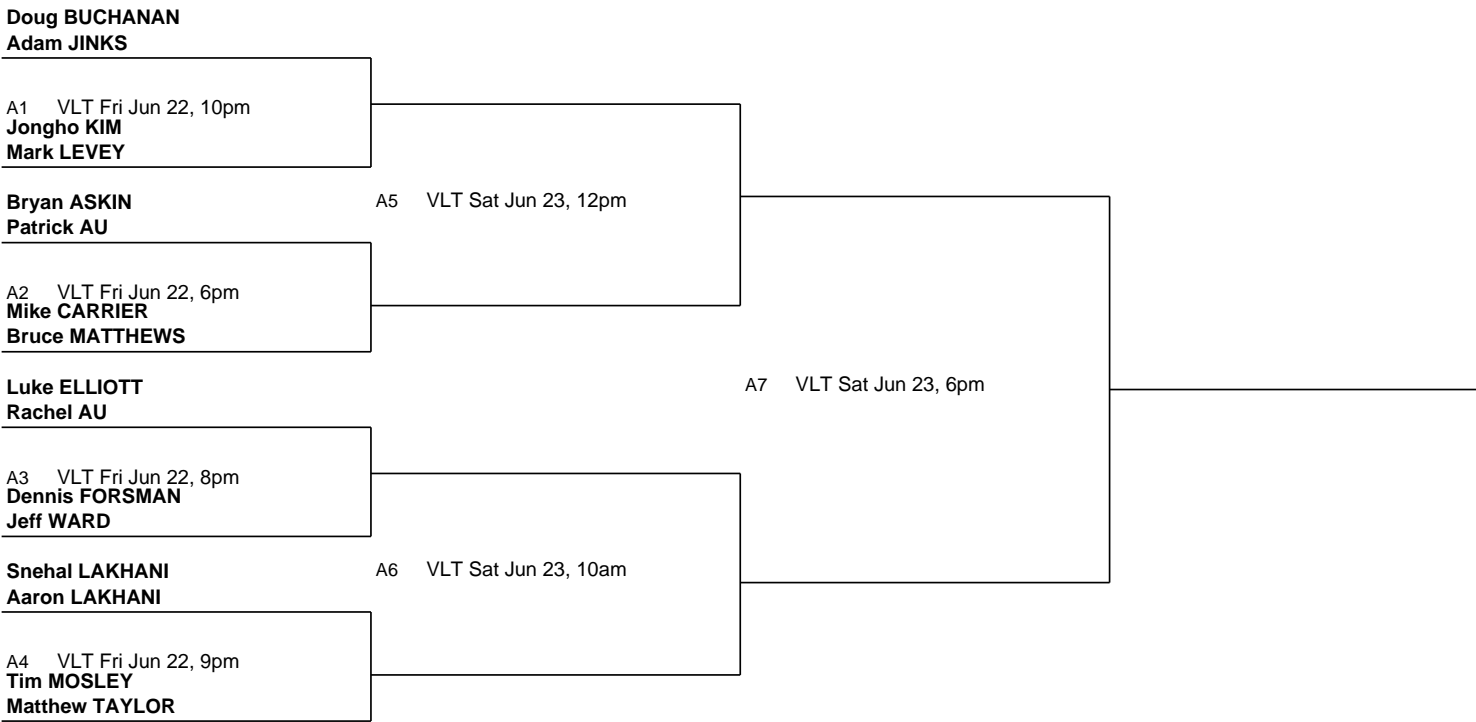 Doug BUCHANAN
Adam JINKS
A1 VLT Fri Jun 22, 10pm
Jongho KIM
Mark LEVEY
Bryan ASKIN
Patrick AU
A2 VLT Fri Jun 22, 6pm
Mike CARRIER
Bruce MATTHEWS
Luke ELLIOTT
Rachel AU
A3 VLT Fri Jun 22, 8pm
Dennis FORSMAN
Jeff WARD
Snehal LAKHANI
Aaron LAKHANI
A4 VLT Fri Jun 22, 9pm
Tim MOSLEY
Matthew TAYLOR
A5 VLT Sat Jun 23, 12pm
A6 VLT Sat Jun 23, 10am
A7 VLT Sat Jun 23, 6pm